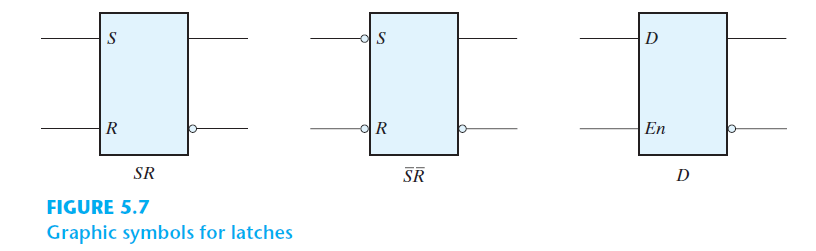 S
S
D
R
R
En
SR
S̅R̅
D
FIGURE 5.7
Graphic symbols for latches